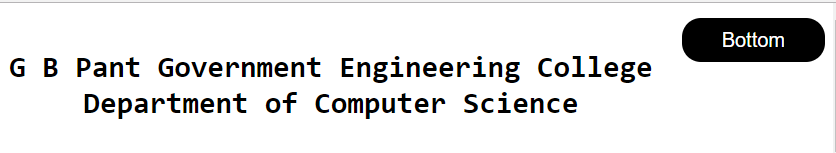 Bottom
G B Pant Government Engineering College
Department of Computer Science